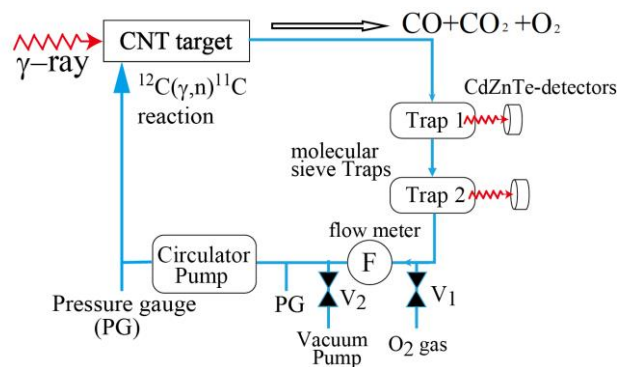 CNT target
CO+CO₂+O₂
γ–ray
¹²C(γ,n)¹¹C
reaction
CdZnTe-detectors
Trap 1
molecular
sieve Traps
Trap 2
flow meter
Circulator
Pump
F
Pressure gauge
(PG)
PG
V₂
V₁
Vacuum
Pump
O₂ gas